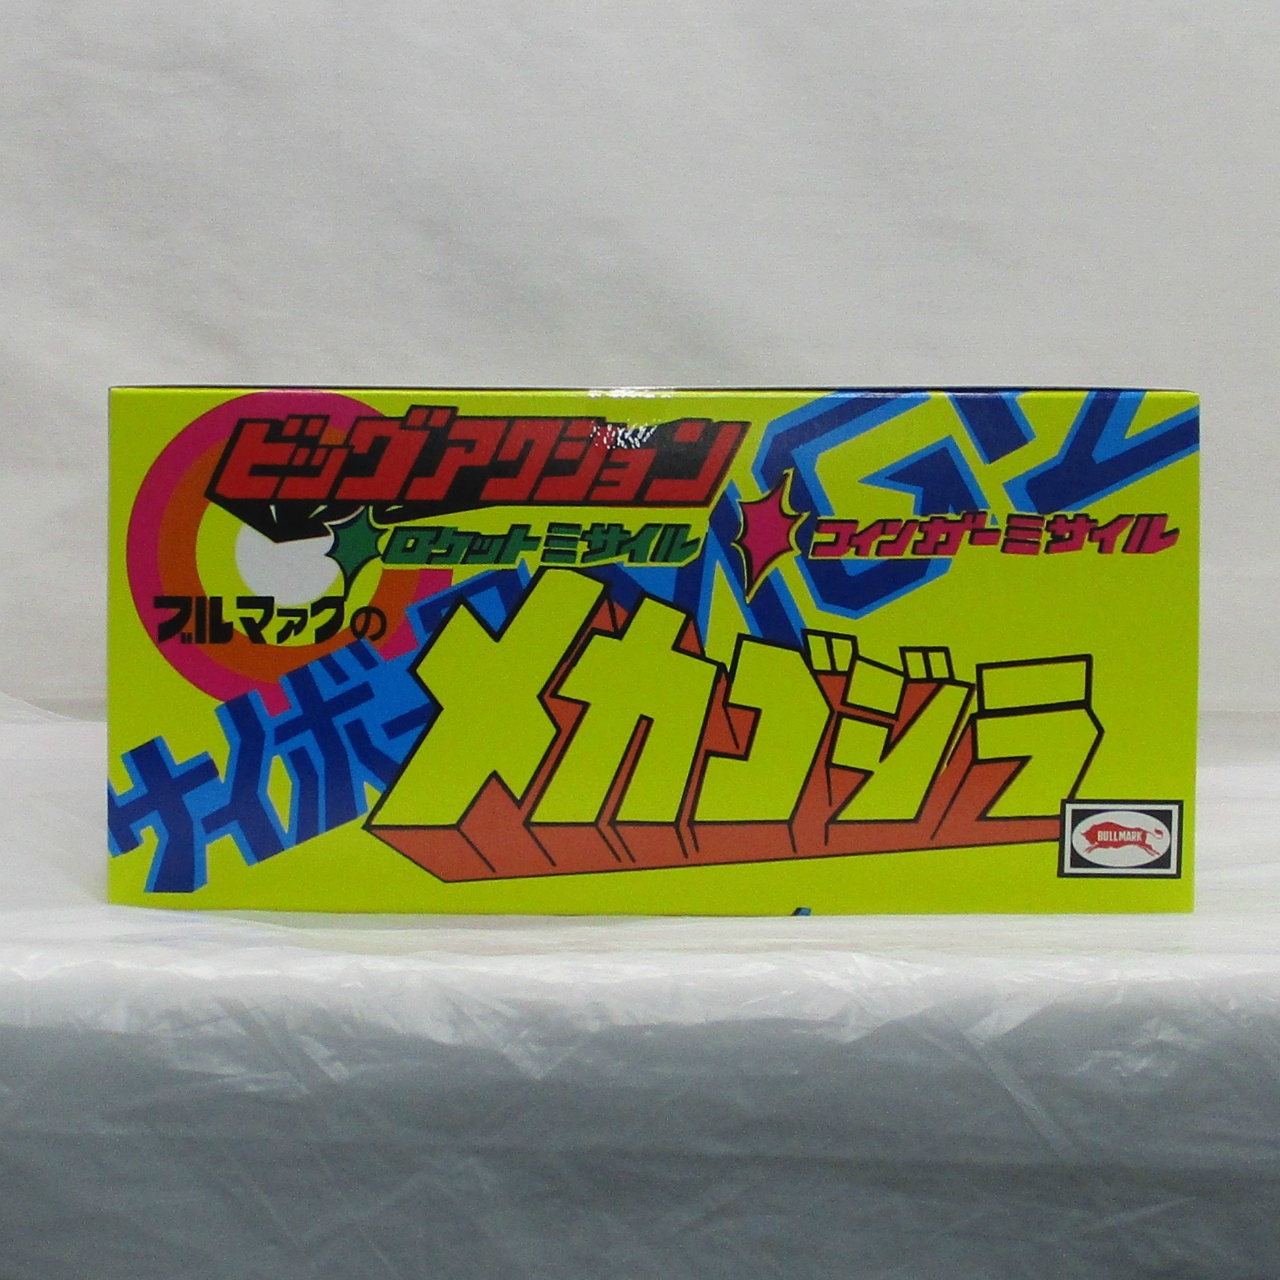 ビッグアクション
ロケットミサイル
フィンガーミサイル
ブルマァクの
サイボーグ
メカゴジラ
BULLMARK